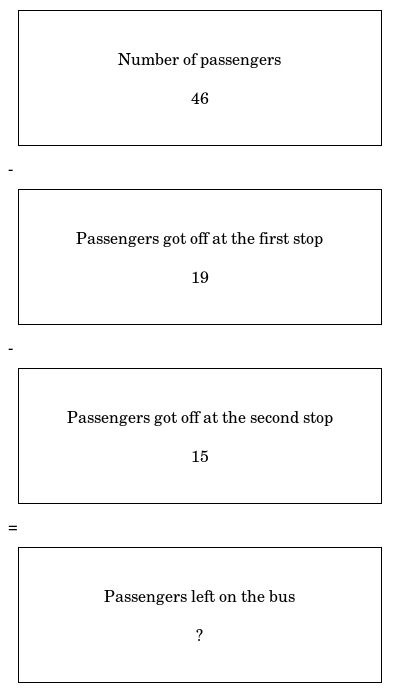 Number of passengers
46
-
Passengers got off at the first stop
19
-
Passengers got off at the second stop
15
=
Passengers left on the bus
?